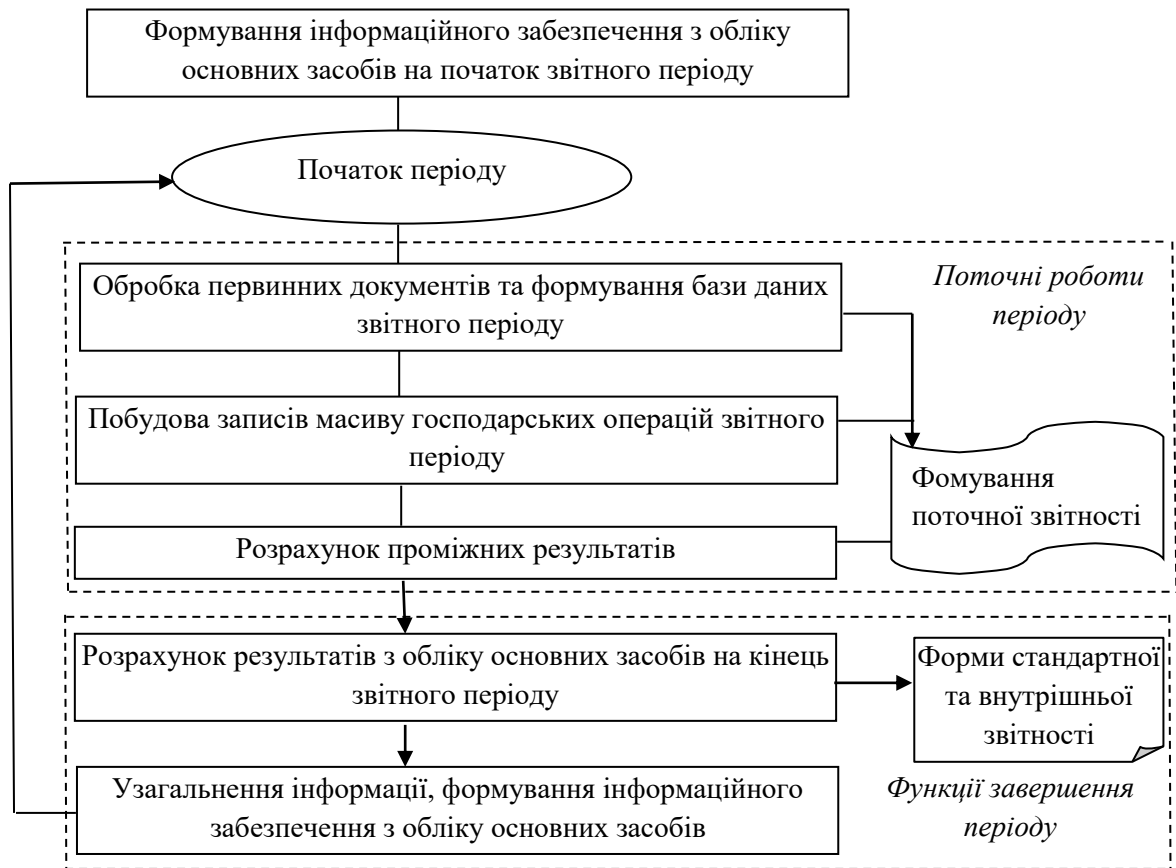 Формування інформаційного забезпечення з обліку
основних засобів на початок звітного періоду
Початок періоду
Обробка первинних документів та формування бази даних
звітного періоду
Поточні роботи
періоду
Побудова записів масиву господарських операцій звітного
періоду
Фомування
поточної звітності
Розрахунок проміжних результатів
Розрахунок результатів з обліку основних засобів на кінець
звітного періоду
Форми стандартної
та внутрішньої
звітності
Узагальнення інформації, формування інформаційного
забезпечення з обліку основних засобів
Функції завершення
періоду